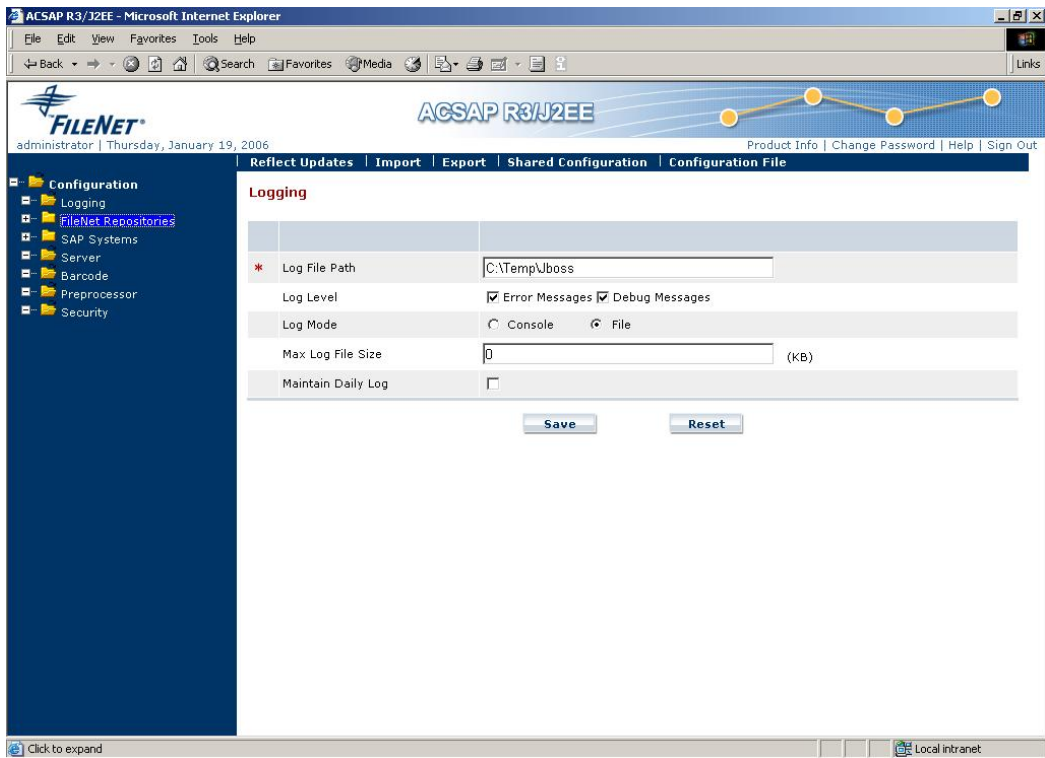 ACSAP R3/J2EE - Microsoft Internet Explorer
File Edit View Favorites Tools Help
Back Search Favorites Media Links
FILENET®
ACSAP R3/J2EE
administrator | Thursday, January 19, 2006 Product Info | Change Password | Help | Sign Out
| Reflect Updates | Import | Export | Shared Configuration | Configuration File
Configuration
Logging
FileNet Repositories
SAP Systems
Server
Barcode
Preprocessor
Security
Logging
* Log File Path C:\Temp\Jboss
Log Level Error Messages Debug Messages
Log Mode Console File
Max Log File Size 0 (KB)
Maintain Daily Log
Save Reset
Click to expand Local intranet